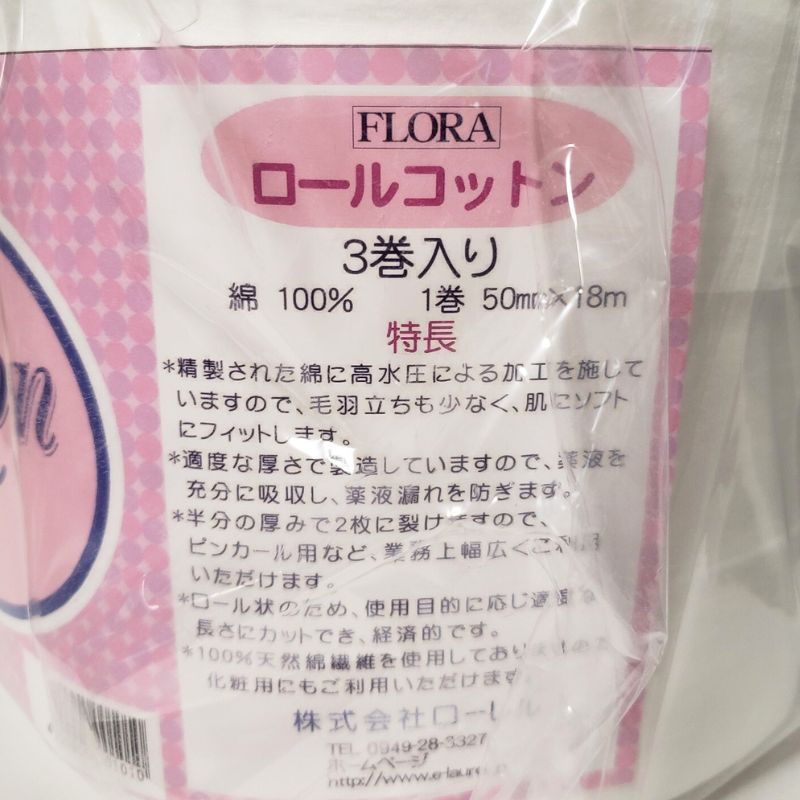 FLORA
ロールコットン
3巻入り
綿 100% 1巻 50mm×18m
特長
*精製された綿に高水圧による加工を施して
いますので、毛羽立ちも少なく、肌にソフト
にフィットします。
*適度な厚さで製造していますので、薬液を
充分に吸収し、薬液漏れを防ぎます。
*半分の厚みで2枚に裂けますので、
ピンカール用など、業務上幅広くご利用
いただけます。
*ロール状のため、使用目的に応じ適度な
長さにカットでき、経済的です。
*100%天然綿繊維を使用しておりますので
化粧用にもご利用いただけます
株式会社ローレル
TEL 0949-28-3327
ホームページ
http://www.e-laure